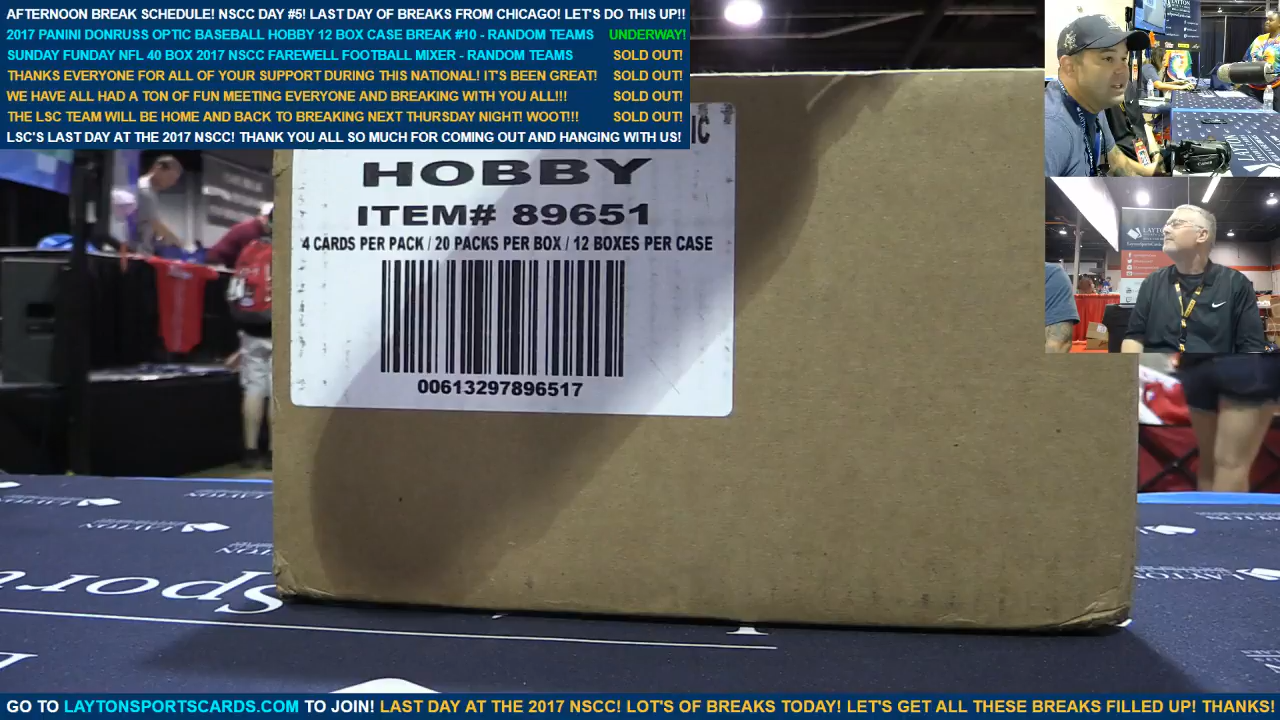 AFTERNOON BREAK SCHEDULE! NSCC DAY #5! LAST DAY OF BREAKS FROM CHICAGO! LET'S DO THIS UP!!
2017 PANINI DONRUSS OPTIC BASEBALL HOBBY 12 BOX CASE BREAK #10 - RANDOM TEAMS UNDERWAY!
SUNDAY FUNDAY NFL 40 BOX 2017 NSCC FAREWELL FOOTBALL MIXER - RANDOM TEAMS SOLD OUT!
THANKS EVERYONE FOR ALL OF YOUR SUPPORT DURING THIS NATIONAL! IT'S BEEN GREAT! SOLD OUT!
WE HAVE ALL HAD A TON OF FUN MEETING EVERYONE AND BREAKING WITH YOU ALL!!! SOLD OUT!
THE LSC TEAM WILL BE HOME AND BACK TO BREAKING NEXT THURSDAY NIGHT! WOOT!!! SOLD OUT!
LSC'S LAST DAY AT THE 2017 NSCC! THANK YOU ALL SO MUCH FOR COMING OUT AND HANGING WITH US!
IC
HOBBY
ITEM# 89651
4 CARDS PER PACK / 20 PACKS PER BOX / 12 BOXES PER CASE
00613297896517
LAYTON
LAYTON
LAYTON
Sports
GO TO LAYTONSPORTSCARDS.COM TO JOIN! LAST DAY AT THE 2017 NSCC! LOT'S OF BREAKS TODAY! LET'S GET ALL THESE BREAKS FILLED UP! THANKS!